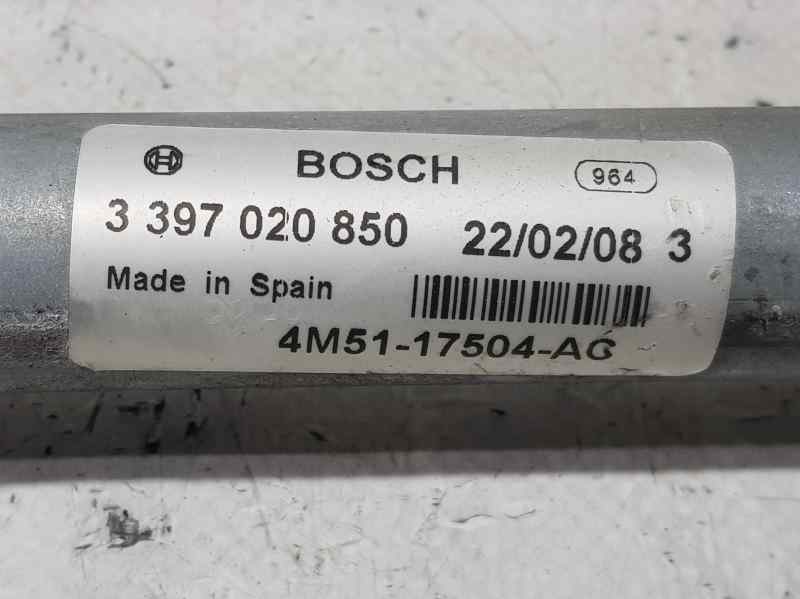 BOSCH 964
3 397 020 850 22/02/08 3
Made in Spain
4M51-17504-AC